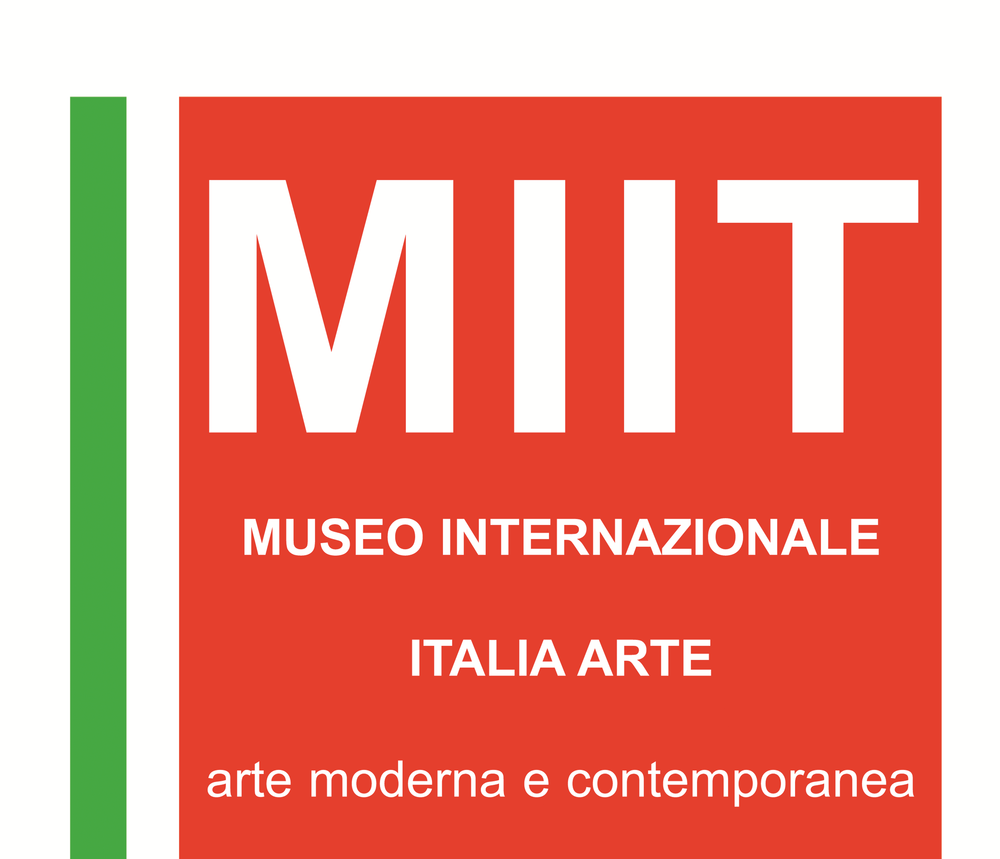 MIIT
MUSEO INTERNAZIONALE
ITALIA ARTE
arte moderna e contemporanea